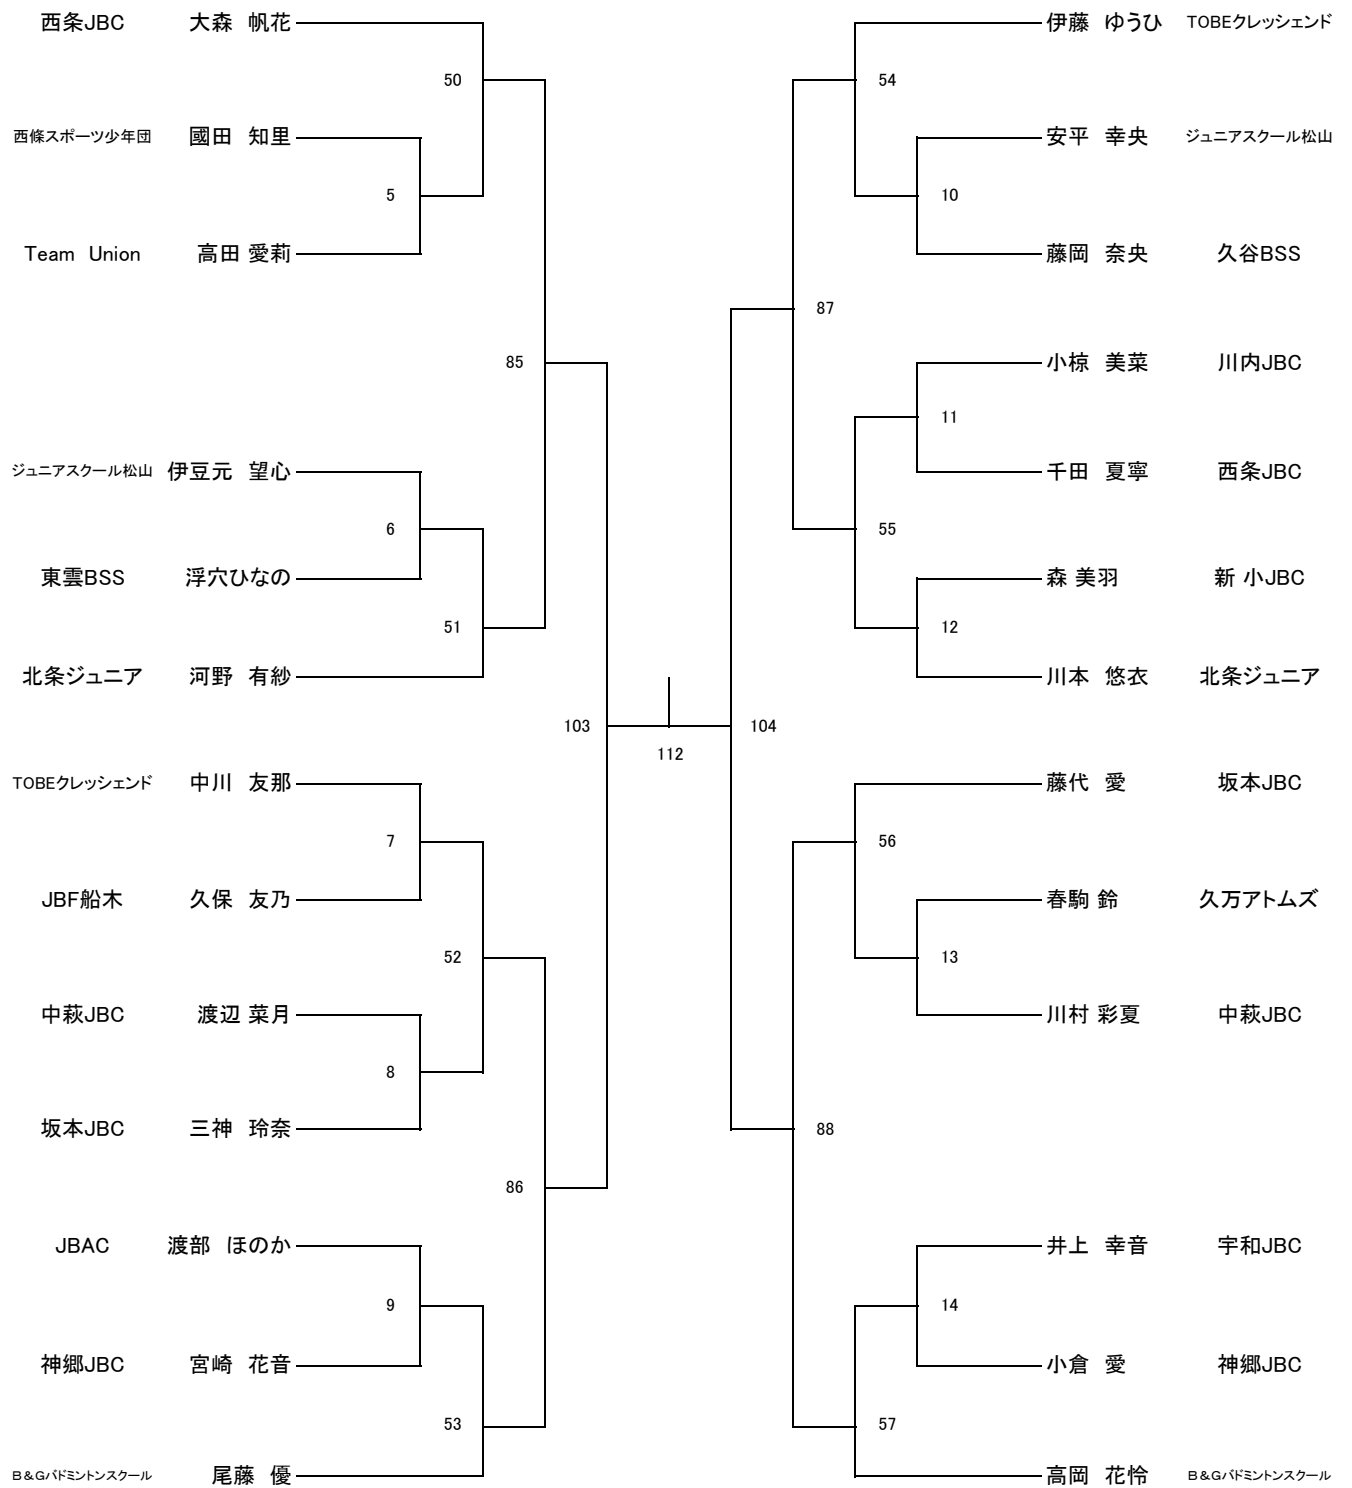 西条JBC 大森 帆花 伊藤 ゆうひ TOBEクレッシェンド
50 54
西條スポーツ少年団 國田 知里 安平 幸央 ジュニアスクール松山
5 10
Team Union 高田 愛莉 藤岡 奈央 久谷BSS
87
85 小椋 美菜 川内JBC
11
ジュニアスクール松山 伊豆元 望心 千田 夏寧 西条JBC
6 55
東雲BSS 浮穴ひなの 森 美羽 新 小JBC
51 12
北条ジュニア 河野 有紗 川本 悠衣 北条ジュニア
103 104
112
TOBEクレッシェンド 中川 友那 藤代 愛 坂本JBC
7 56
JBF船木 久保 友乃 春駒 鈴 久万アトムズ
52 13
中萩JBC 渡辺 菜月 川村 彩夏 中萩JBC
8
坂本JBC 三神 玲奈 88
86
JBAC 渡部 ほのか 井上 幸音 宇和JBC
9 14
神郷JBC 宮崎 花音 小倉 愛 神郷JBC
53 57
B&Gバドミントンスクール 尾藤 優 高岡 花怜 B&Gバドミントンスクール